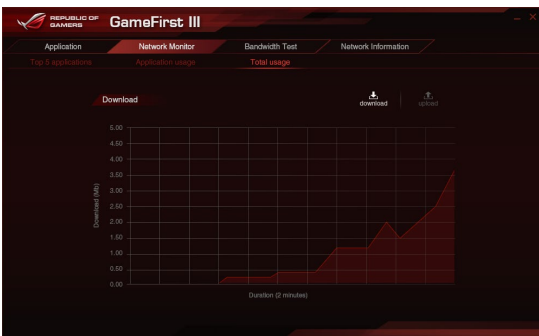 REPUBLIC OF
GAMERS
GameFirst III
Application
Network Monitor
Bandwidth Test
Network Information
Top 5 applications
Application usage
Total usage
Download
download
upload
5.00
4.50
4.00
3.50
3.00
2.50
2.00
1.50
1.00
0.50
0.00
Download (Mb)
Duration (2 minutes)